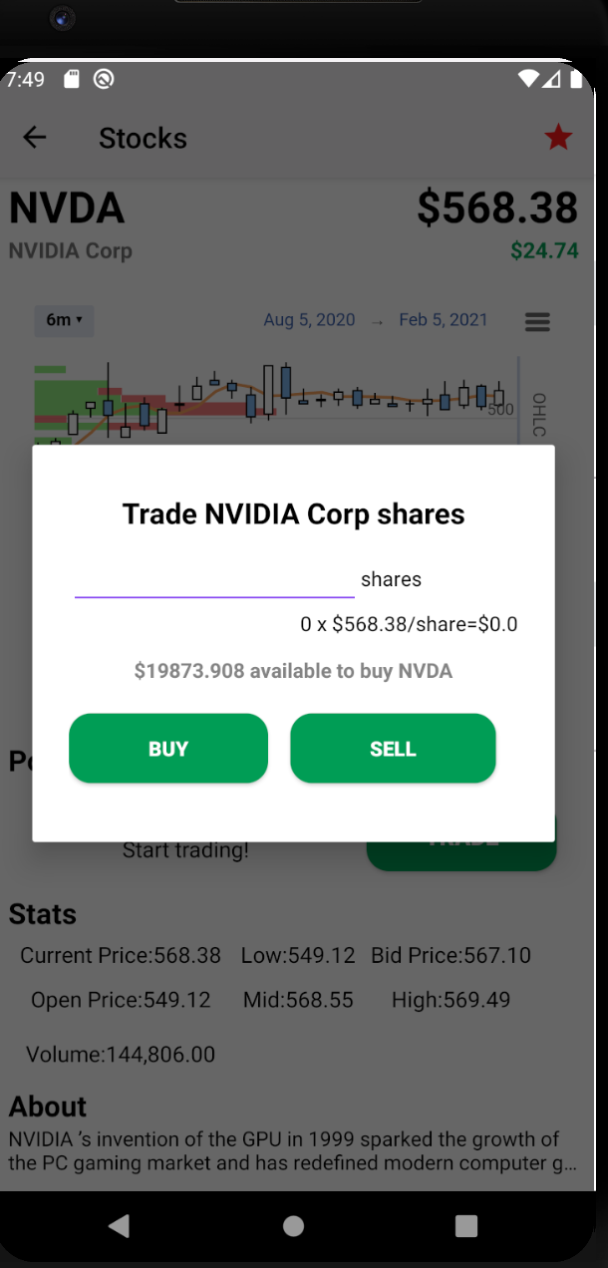 7:49
Stocks
NVDA $568.38
NVIDIA Corp $24.74
6m ▾ Aug 5, 2020 → Feb 5, 2021
500
OHLC
Trade NVIDIA Corp shares
shares
0 x $568.38/share=$0.0
$19873.908 available to buy NVDA
BUY SELL
Start trading!
Stats
Current Price:568.38 Low:549.12 Bid Price:567.10
Open Price:549.12 Mid:568.55 High:569.49
Volume:144,806.00
About
NVIDIA 's invention of the GPU in 1999 sparked the growth of
the PC gaming market and has redefined modern computer g...